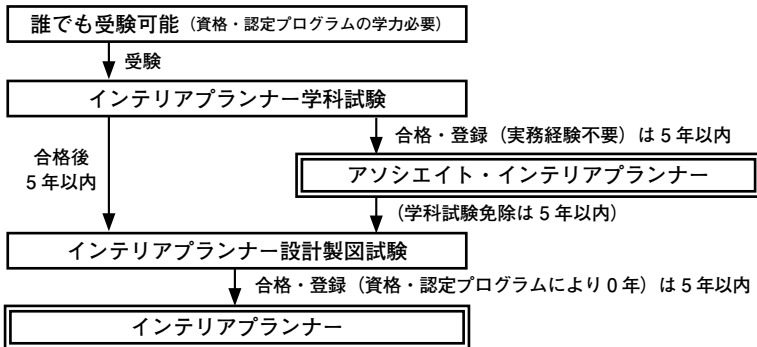 誰でも受験可能（資格・認定プログラムの学力必要）
受験
インテリアプランナー学科試験
合格・登録（実務経験不要）は5年以内
合格後
5年以内
アソシエイト・インテリアプランナー
（学科試験免除は5年以内）
インテリアプランナー設計製図試験
合格・登録（資格・認定プログラムにより0年）は5年以内
インテリアプランナー